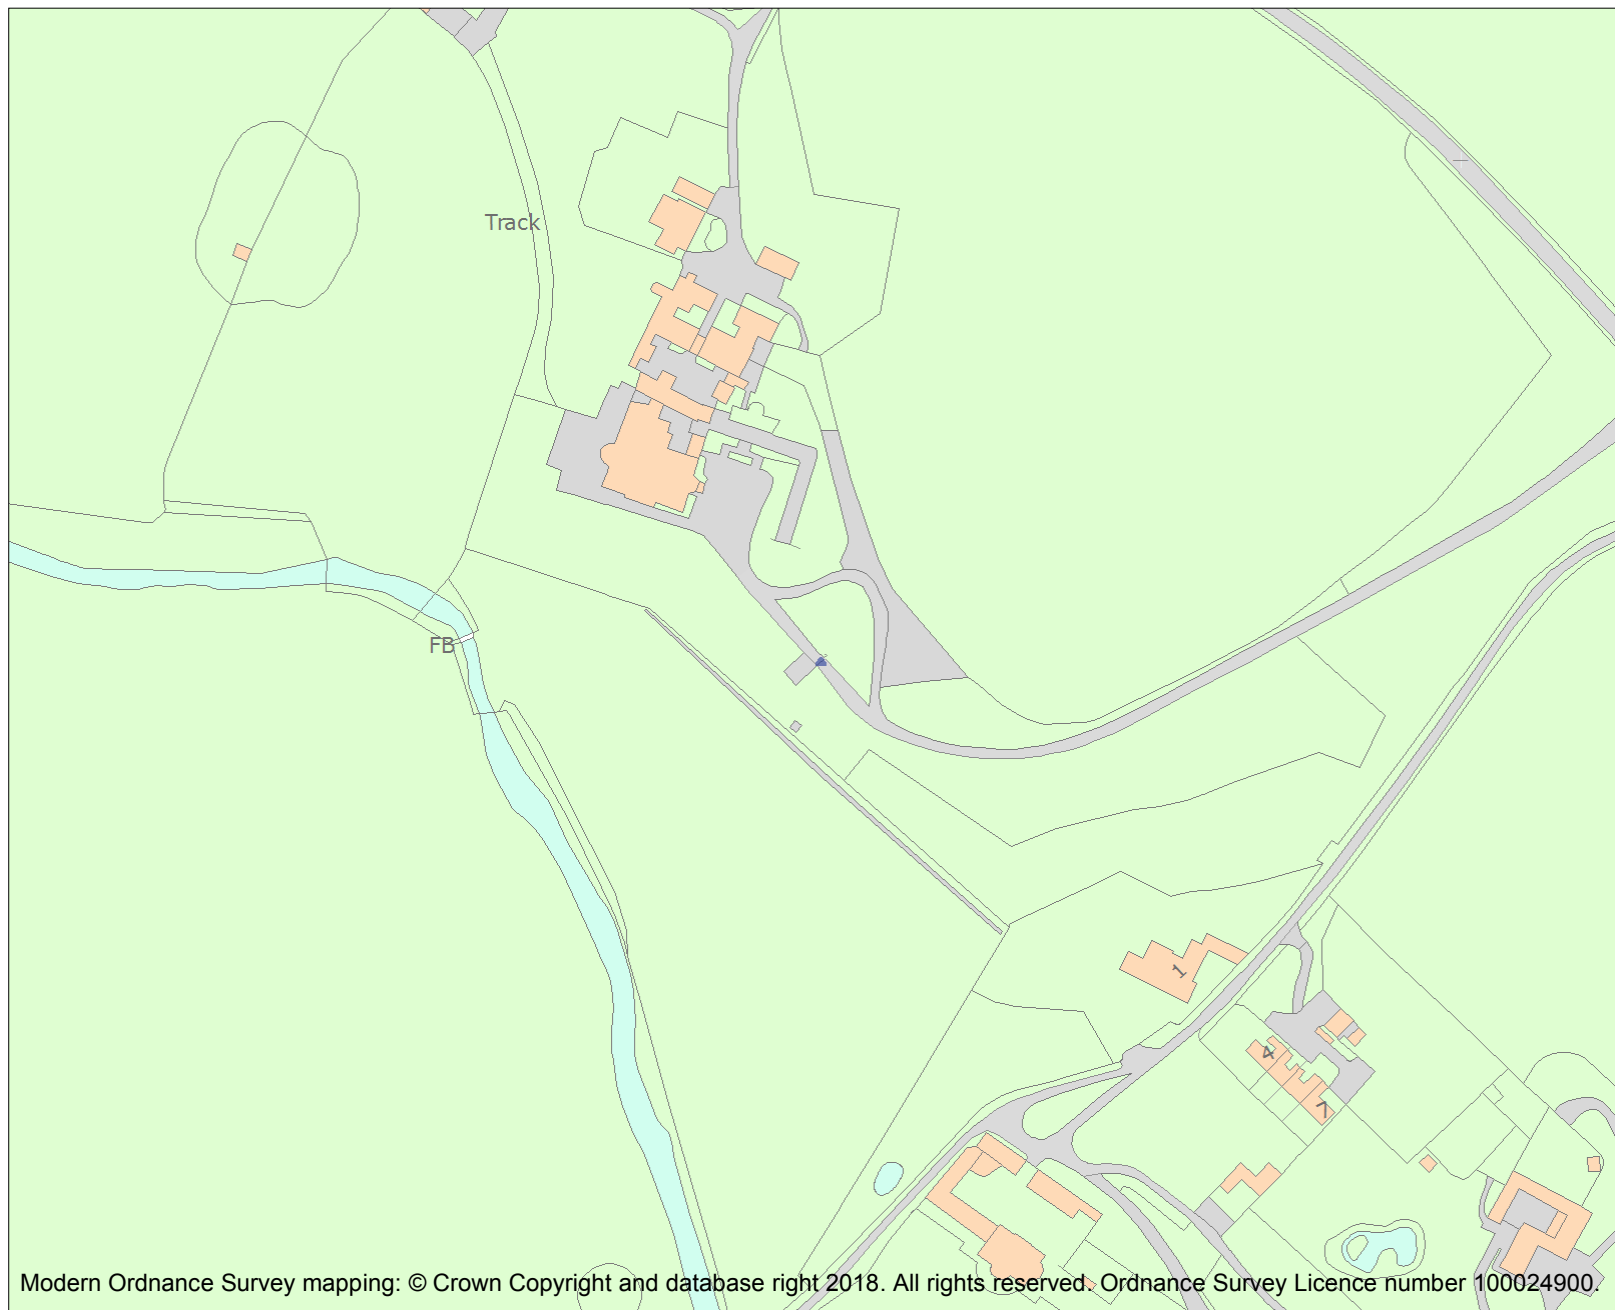 Track
FB
1
4
7
Modern Ordnance Survey mapping: © Crown Copyright and database right 2018. All rights reserved. Ordnance Survey Licence number 100024900.